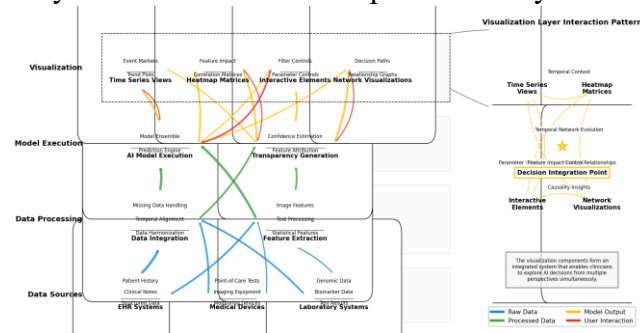 Visualization Layer Interaction Pattern
Event Markers
Feature Impact
Filter Controls
Decision Paths
Visualization
Trend Plots
Correlation Matrices
Parameter Controls
Relationship Graphs
Time Series Views
Heatmap Matrices
Interactive Elements
Network Visualizations
Temporal Context
Time Series
Views
Heatmap
Matrices
Model Ensemble
Confidence Estimation
Model Execution
Prediction Engine
Feature Attribution
AI Model Execution
Transparency Generation
Temporal Network Evolution
Parameter
Feature Impact
Control
Relationships
Decision Integration Point
Causality Insights
Interactive
Elements
Network
Visualizations
Missing Data Handling
Image Features
Data Processing
Temporal Alignment
Text Processing
Data Harmonization
Statistical Features
Data Integration
Feature Extraction
Patient History
Point-of-Care Tests
Genomic Data
Clinical Notes
Imaging Equipment
Biomarker Data
Data Sources
EHR Systems
Medical Devices
Laboratory Systems
The visualization components form an
integrated system that enables clinicians
to explore AI decisions from multiple
perspectives simultaneously.
Raw Data
Processed Data
Model Output
User Interaction